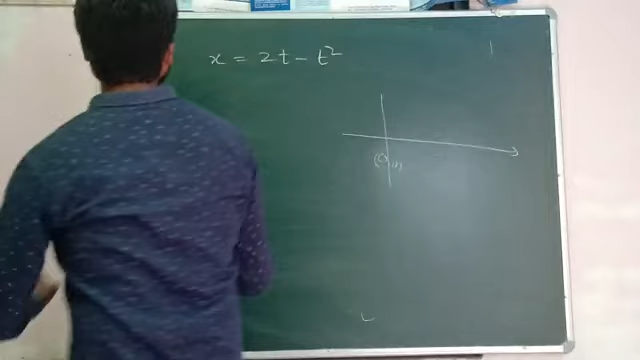 x = 2t - t²
(0,0)